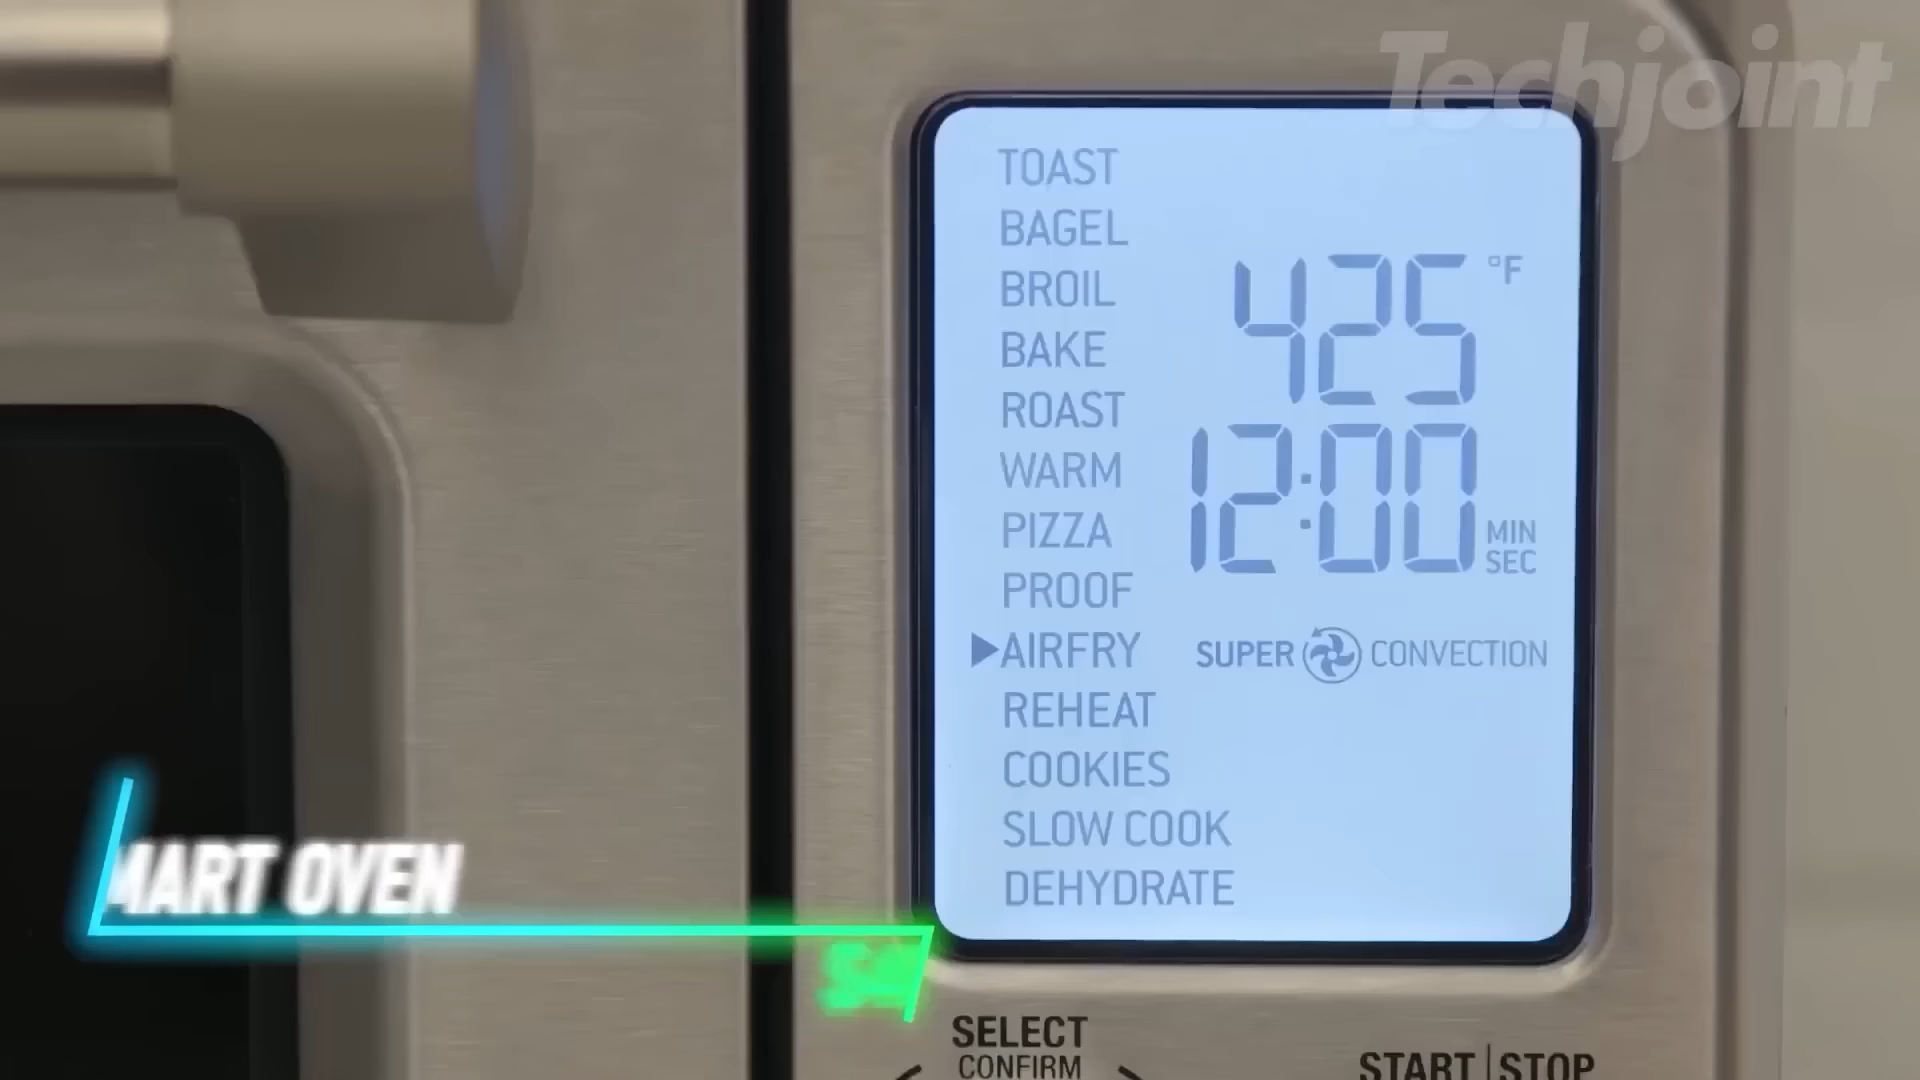 Techjoint
TOAST
BAGEL
BROIL
BAKE
ROAST
WARM
PIZZA
PROOF
▶AIRFRY
REHEAT
COOKIES
SLOW COOK
DEHYDRATE
425 °F
12:00 MIN SEC
SUPER CONVECTION
MART OVEN
SELECT
CONFIRM
START|STOP